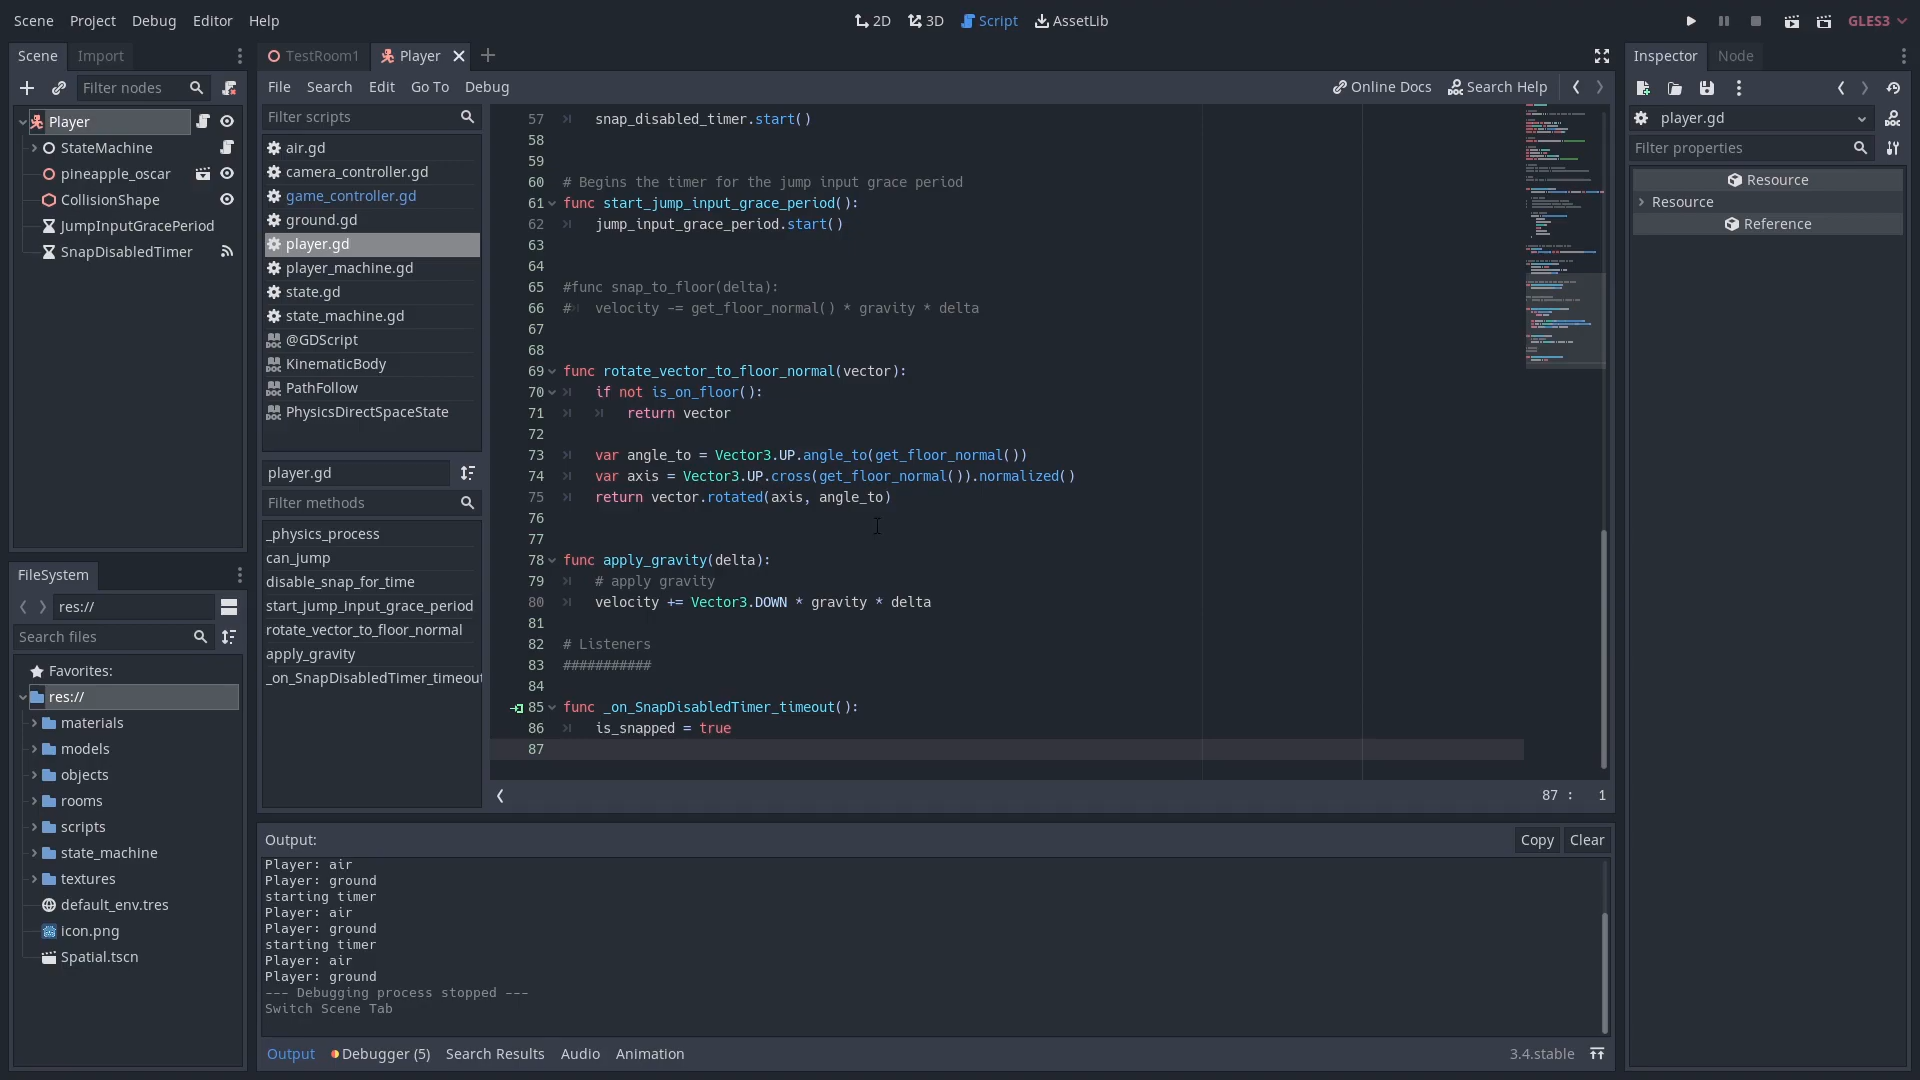 Scene Project Debug Editor Help
2D 3D Script AssetLib
GLES3
Scene Import
Filter nodes
Player
StateMachine
pineapple_oscar
CollisionShape
JumpInputGracePeriod
SnapDisabledTimer
FileSystem
res://
Search files
Favorites:
res://
materials
models
objects
rooms
scripts
state_machine
textures
default_env.tres
icon.png
Spatial.tscn
TestRoom1 Player
File Search Edit Go To Debug
Online Docs Search Help
Filter scripts
air.gd
camera_controller.gd
game_controller.gd
ground.gd
player.gd
player_machine.gd
state.gd
state_machine.gd
@GDScript
KinematicBody
PathFollow
PhysicsDirectSpaceState
player.gd
Filter methods
_physics_process
can_jump
disable_snap_for_time
start_jump_input_grace_period
rotate_vector_to_floor_normal
apply_gravity
_on_SnapDisabledTimer_timeout
57 snap_disabled_timer.start()
58
59
60 # Begins the timer for the jump input grace period
61 func start_jump_input_grace_period():
62 jump_input_grace_period.start()
63
64
65 #func snap_to_floor(delta):
66 # velocity -= get_floor_normal() * gravity * delta
67
68
69 func rotate_vector_to_floor_normal(vector):
70 if not is_on_floor():
71 return vector
72
73 var angle_to = Vector3.UP.angle_to(get_floor_normal())
74 var axis = Vector3.UP.cross(get_floor_normal()).normalized()
75 return vector.rotated(axis, angle_to)
76
77
78 func apply_gravity(delta):
79 # apply gravity
80 velocity += Vector3.DOWN * gravity * delta
81
82 # Listeners
83 ###########
84
85 func _on_SnapDisabledTimer_timeout():
86 is_snapped = true
87
87 : 1
Output:
Copy Clear
Player: air
Player: ground
starting timer
Player: air
Player: ground
starting timer
Player: air
Player: ground
--- Debugging process stopped ---
Switch Scene Tab
Output Debugger (5) Search Results Audio Animation
3.4.stable
Inspector Node
player.gd
Filter properties
Resource
Resource
Reference